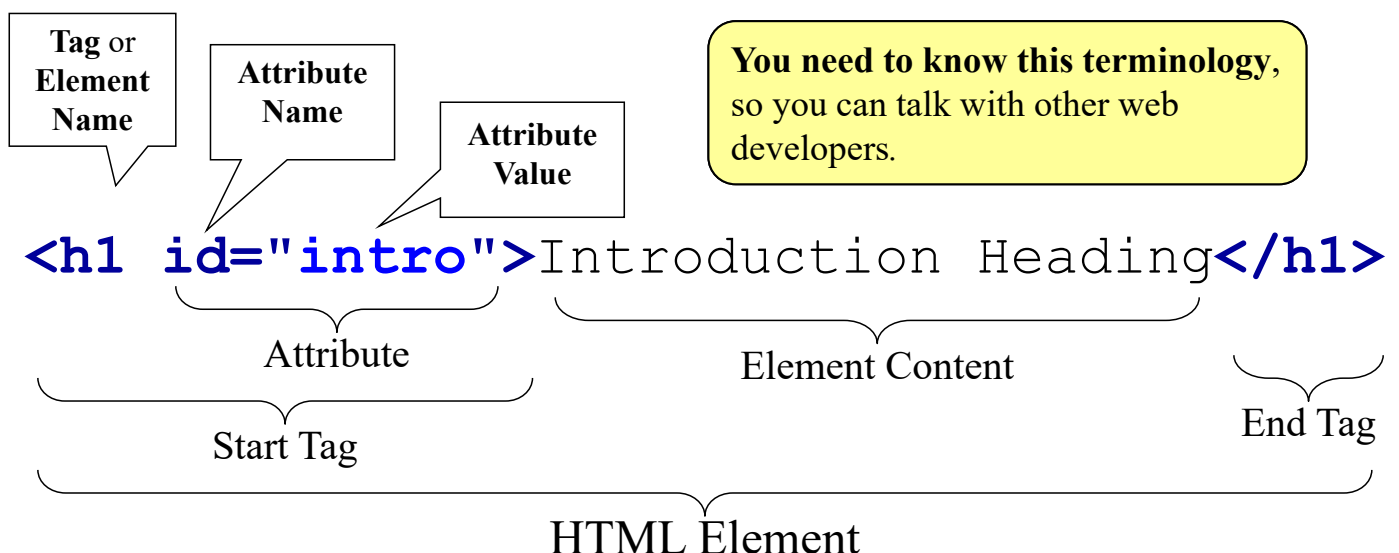 Tag or
Element
Name
Attribute
Name
Attribute
Value
You need to know this terminology,
so you can talk with other web
developers.
<h1 id="intro">Introduction Heading</h1>
Attribute
Element Content
Start Tag
End Tag
HTML Element